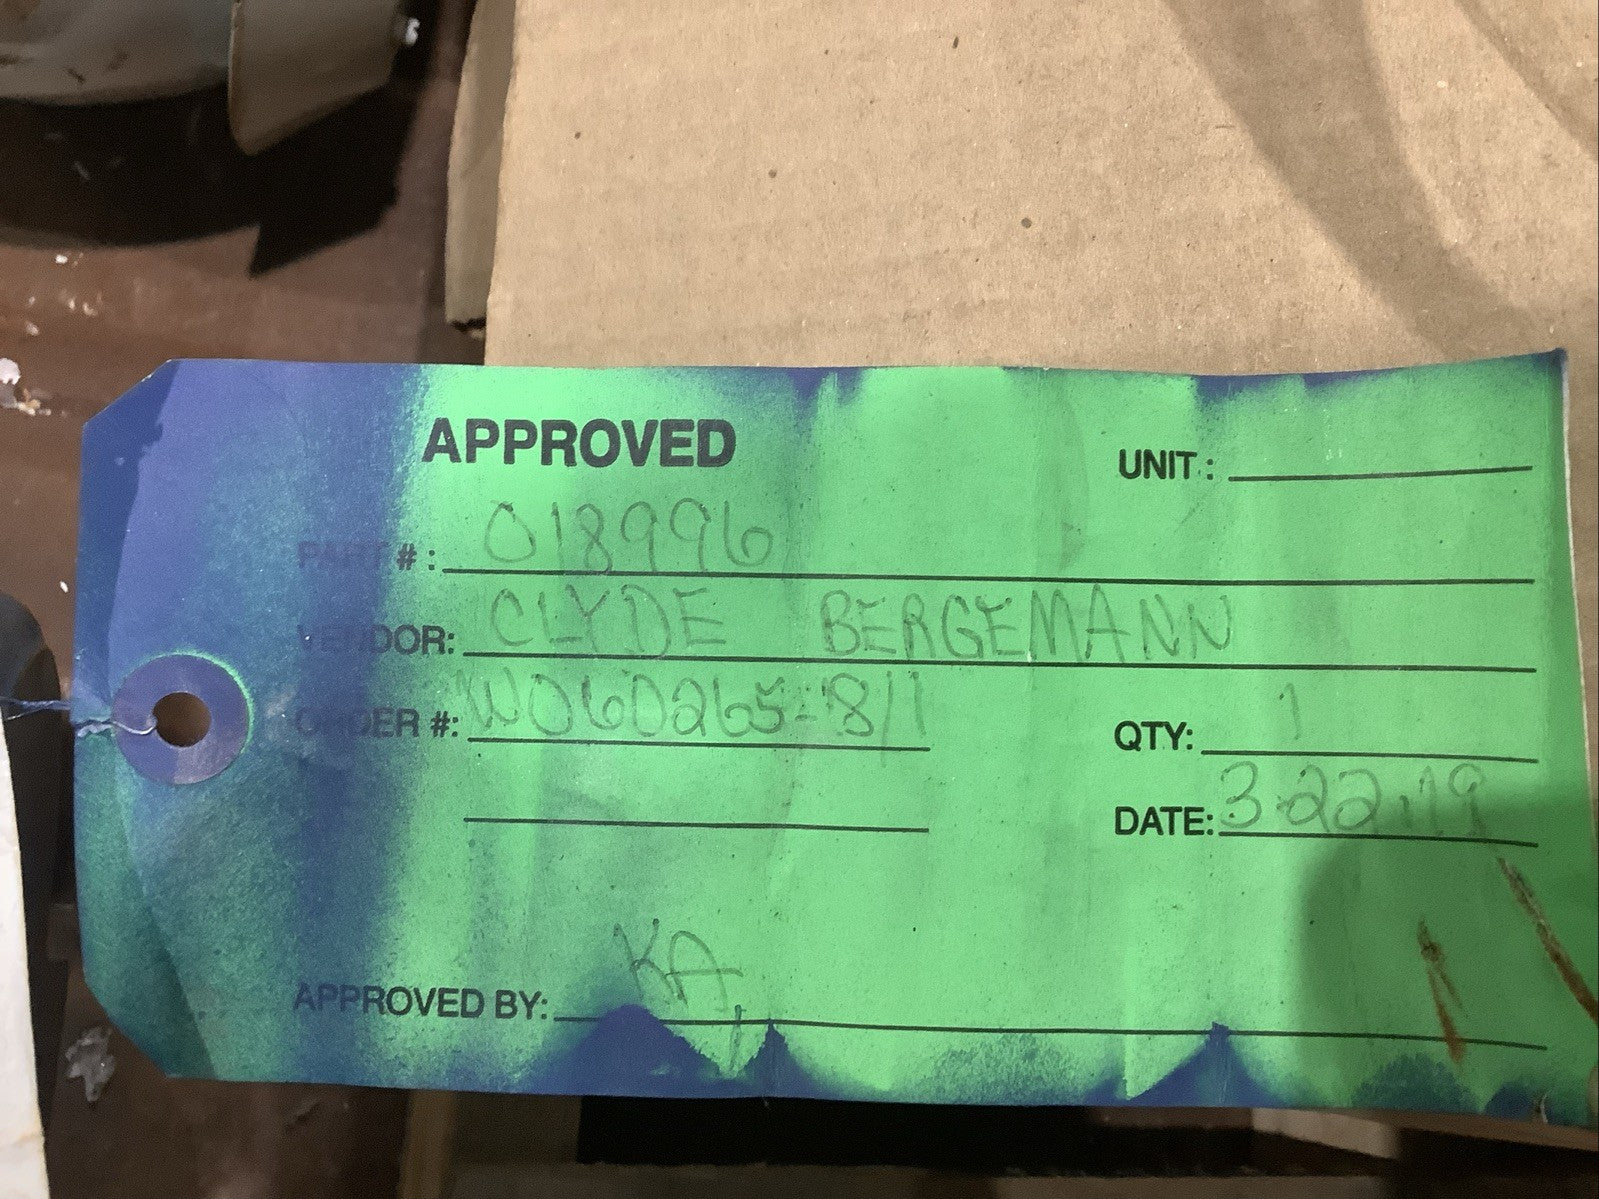 APPROVED
UNIT:
PART #: 018996
VENDOR: CLYDE BERGEMANN
ORDER #: W060265-8/1
QTY: 1
DATE: 3-22-19
APPROVED BY: KA